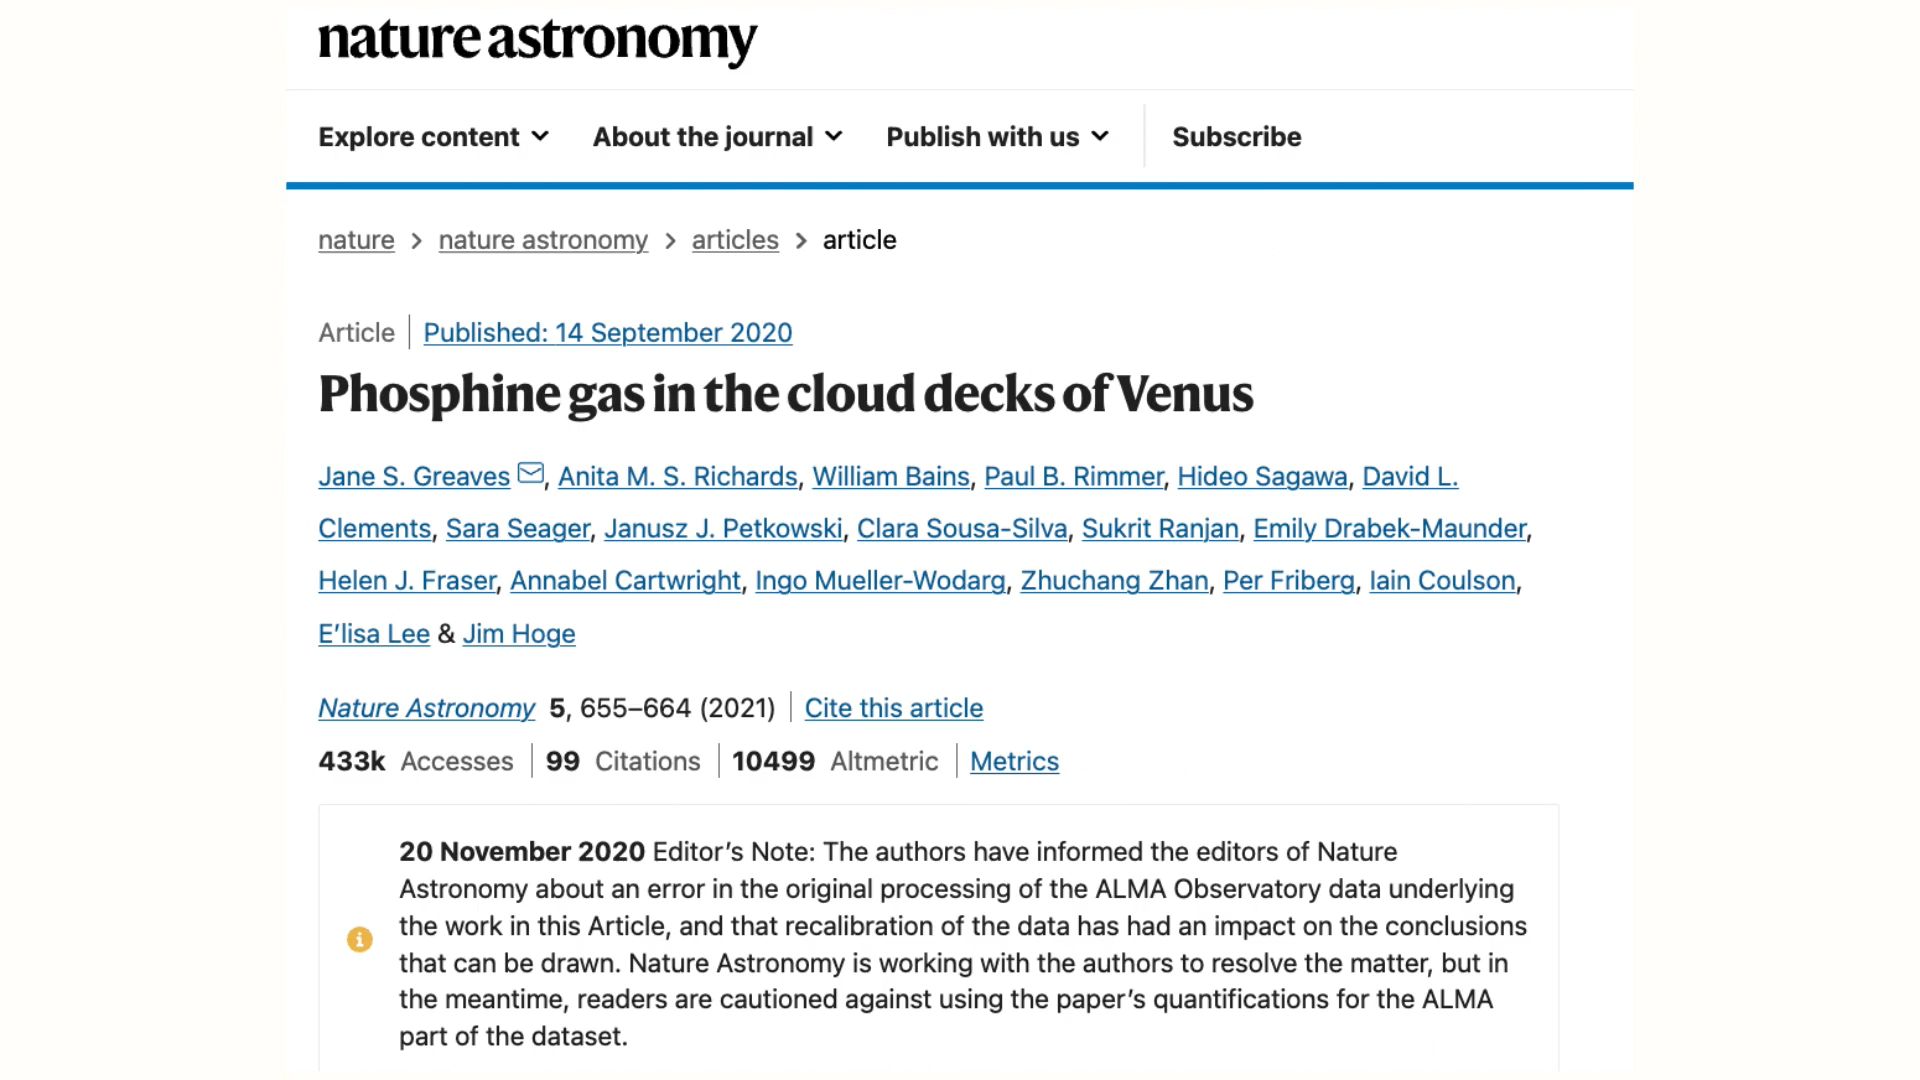 nature astronomy
Explore content About the journal Publish with us Subscribe
nature > nature astronomy > articles > article
Article | Published: 14 September 2020
Phosphine gas in the cloud decks of Venus
Jane S. Greaves, Anita M. S. Richards, William Bains, Paul B. Rimmer, Hideo Sagawa, David L.
Clements, Sara Seager, Janusz J. Petkowski, Clara Sousa-Silva, Sukrit Ranjan, Emily Drabek-Maunder,
Helen J. Fraser, Annabel Cartwright, Ingo Mueller-Wodarg, Zhuchang Zhan, Per Friberg, Iain Coulson,
E’lisa Lee & Jim Hoge
Nature Astronomy 5, 655–664 (2021) | Cite this article
433k Accesses | 99 Citations | 10499 Altmetric | Metrics
20 November 2020 Editor’s Note: The authors have informed the editors of Nature
Astronomy about an error in the original processing of the ALMA Observatory data underlying
the work in this Article, and that recalibration of the data has had an impact on the conclusions
that can be drawn. Nature Astronomy is working with the authors to resolve the matter, but in
the meantime, readers are cautioned against using the paper’s quantifications for the ALMA
part of the dataset.